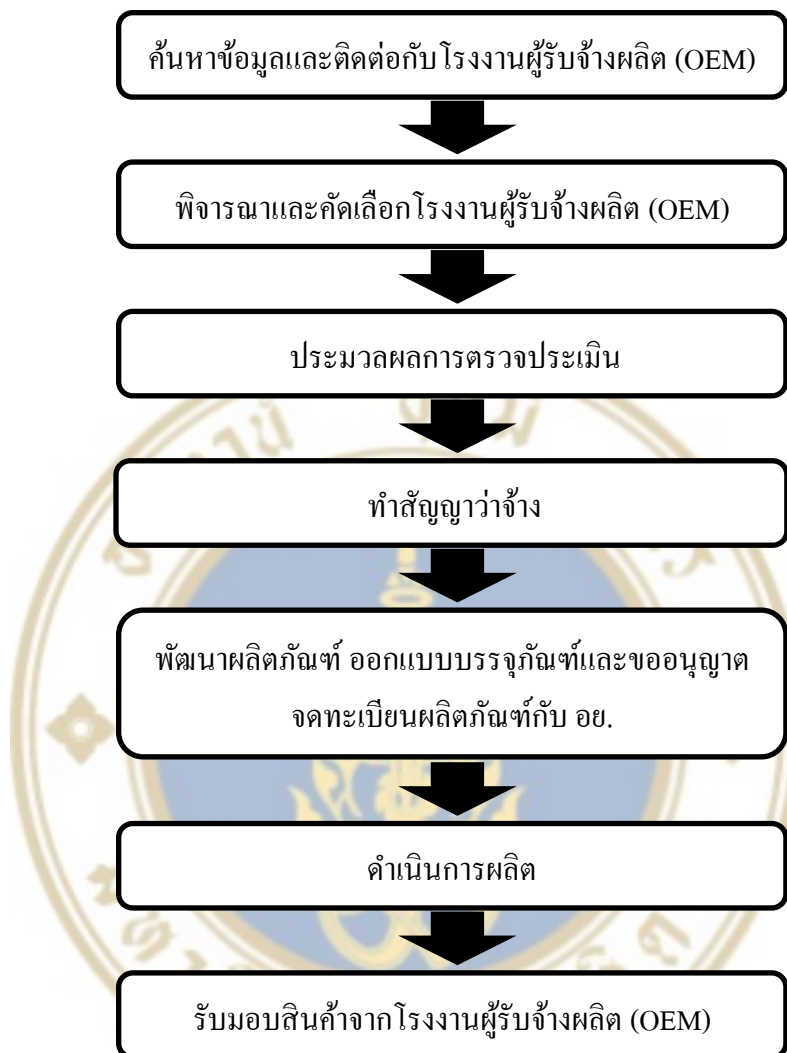 ค้นหาข้อมูลและติดต่อกับโรงงานผู้รับจ้างผลิต (OEM)
พิจารณาและคัดเลือกโรงงานผู้รับจ้างผลิต (OEM)
ประมวลผลการตรวจประเมิน
ทำสัญญาว่าจ้าง
พัฒนาผลิตภัณฑ์ ออกแบบบรรจุภัณฑ์และขออนุญาต
จดทะเบียนผลิตภัณฑ์กับ อย.
ดำเนินการผลิต
รับมอบสินค้าจากโรงงานผู้รับจ้างผลิต (OEM)